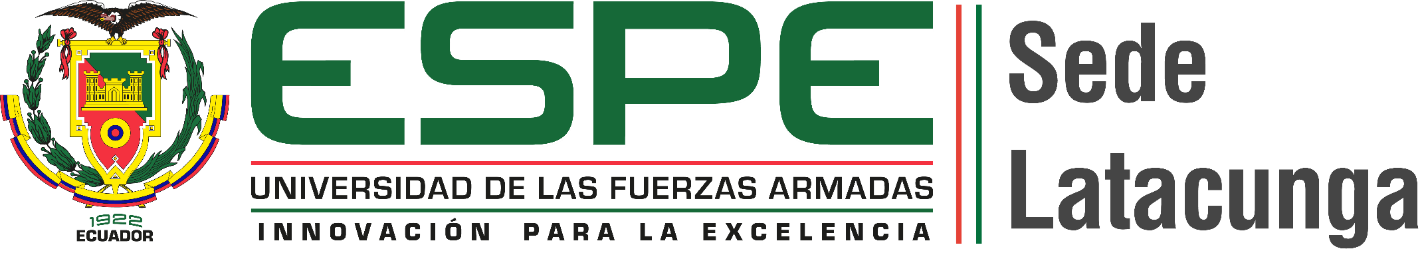 1922
ECUADOR
ESPE
UNIVERSIDAD DE LAS FUERZAS ARMADAS
INNOVACIÓN PARA LA EXCELENCIA
Sede
Latacunga